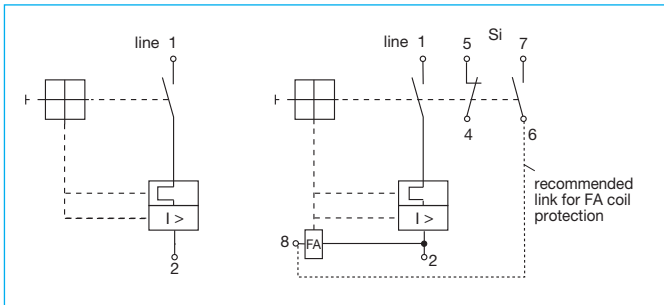 line 1
I >
2
line 1
5
Si
7
4
6
recommended
link for FA coil
protection
I >
8
FA
2